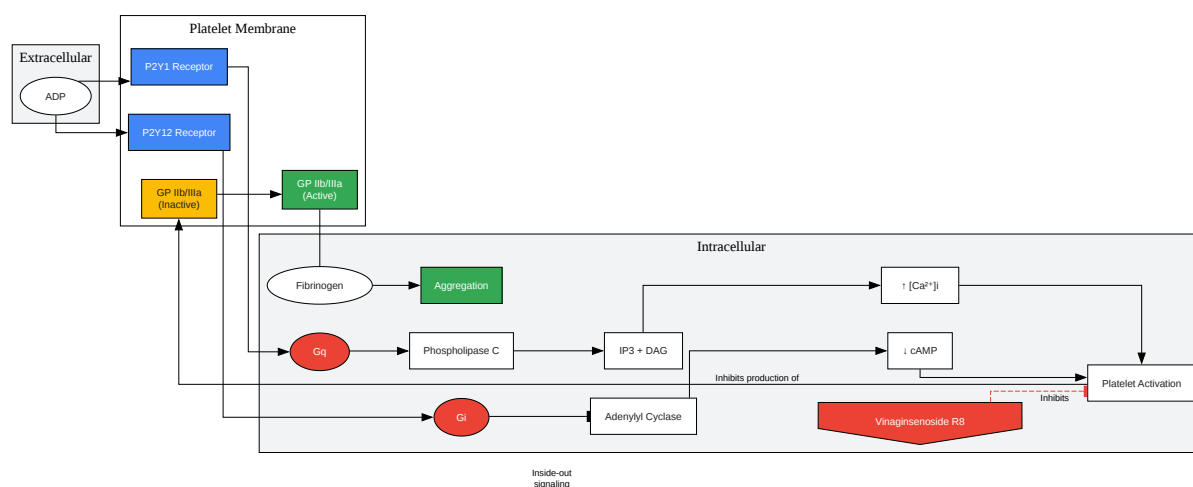 Platelet Membrane
Extracellular
P2Y1 Receptor
ADP
P2Y12 Receptor
GP IIb/IIIa
(Inactive)
GP IIb/IIIa
(Active)
Intracellular
Fibrinogen
Aggregation
↑ [Ca²⁺]i
Gq
Phospholipase C
IP3 + DAG
↓ cAMP
Inhibits production of
Platelet Activation
Inhibits
Gi
Adenylyl Cyclase
Vinaginsenoside R8
Inside-out
signaling